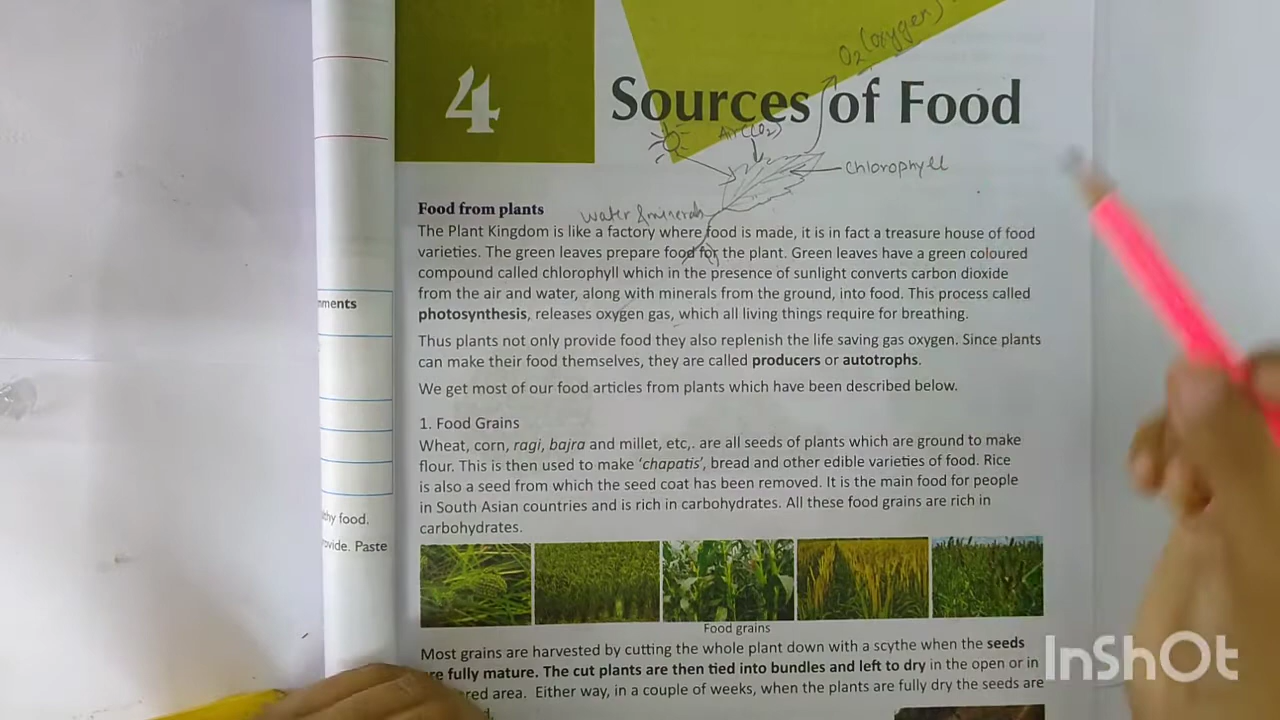 O₂ (oxygen)
4
Sources of Food
Air(CO₂)
Chlorophyll
Food from plants
water & minerals
The Plant Kingdom is like a factory where food is made, it is in fact a treasure house of food
varieties. The green leaves prepare food for the plant. Green leaves have a green coloured
compound called chlorophyll which in the presence of sunlight converts carbon dioxide
from the air and water, along with minerals from the ground, into food. This process called
photosynthesis, releases oxygen gas, which all living things require for breathing.
Thus plants not only provide food they also replenish the life saving gas oxygen. Since plants
can make their food themselves, they are called producers or autotrophs.
We get most of our food articles from plants which have been described below.
1. Food Grains
Wheat, corn, ragi, bajra and millet, etc,. are all seeds of plants which are ground to make
flour. This is then used to make ‘chapatis’, bread and other edible varieties of food. Rice
is also a seed from which the seed coat has been removed. It is the main food for people
in South Asian countries and is rich in carbohydrates. All these food grains are rich in
carbohydrates.
Food grains
Most grains are harvested by cutting the whole plant down with a scythe when the seeds
re fully mature. The cut plants are then tied into bundles and left to dry in the open or in
red area. Either way, in a couple of weeks, when the plants are fully dry the seeds are
mments
thy food.
rovide. Paste
InShOt